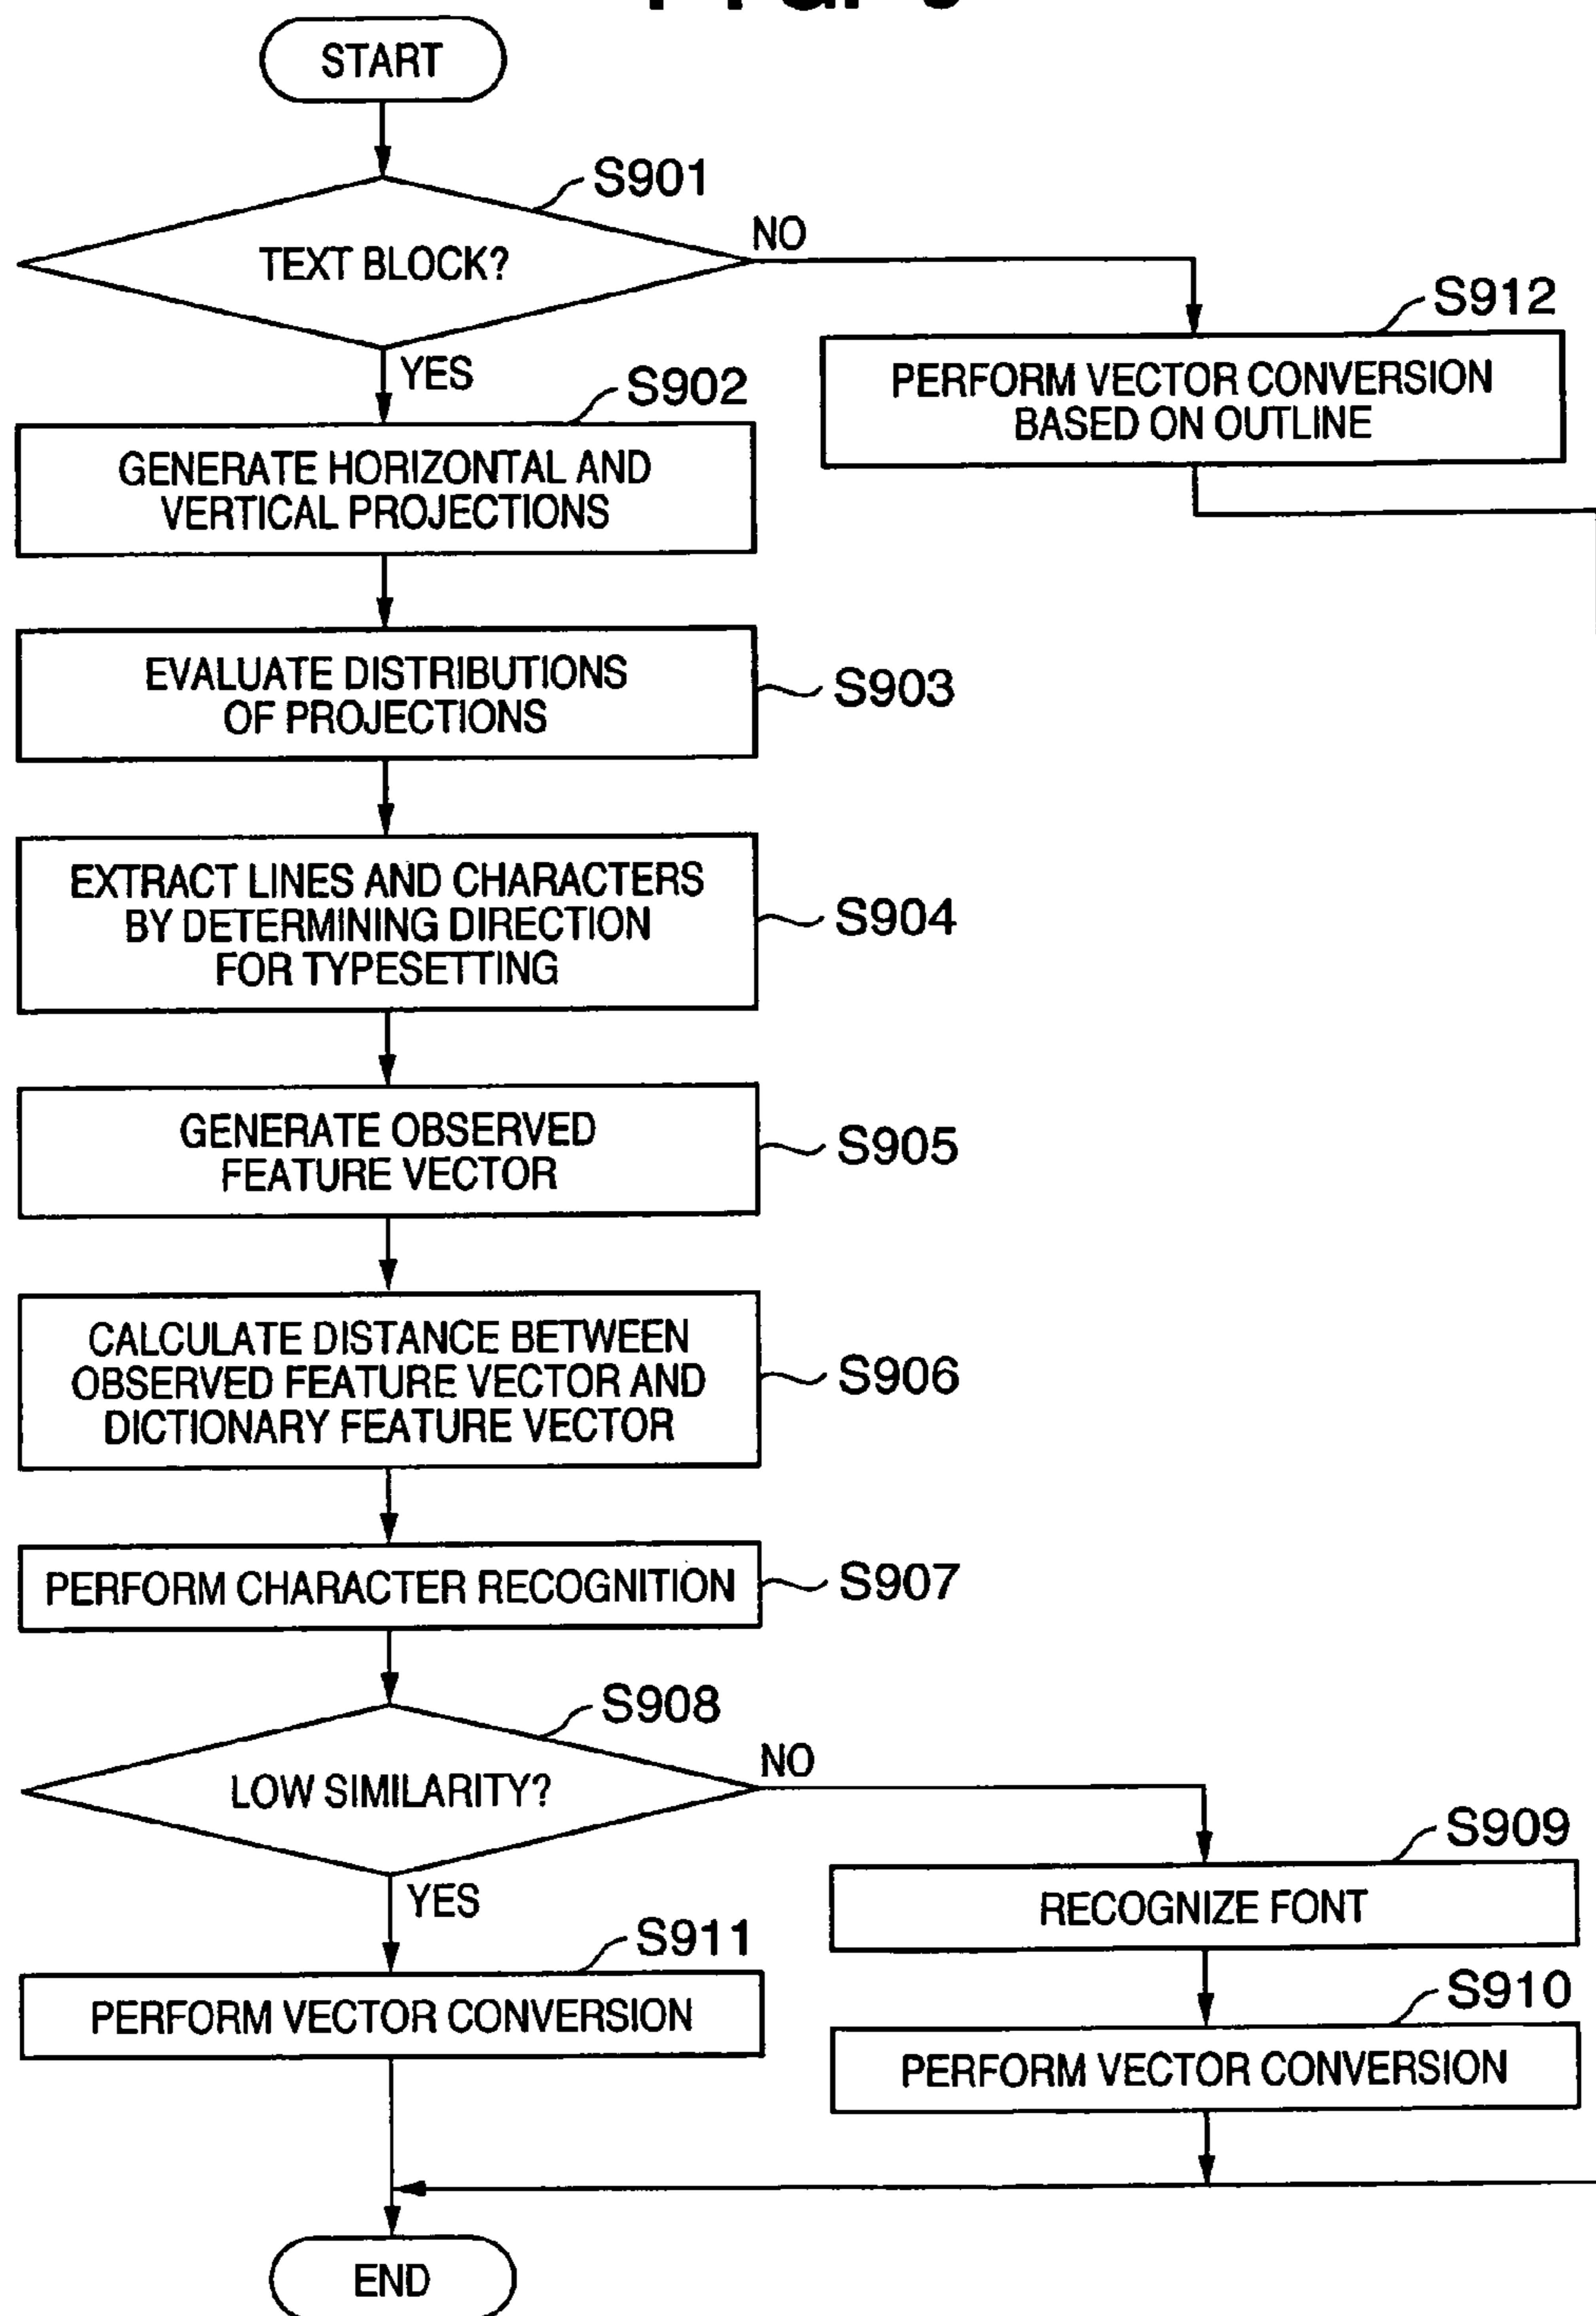 START
S901
TEXT BLOCK?
NO
YES
S912
PERFORM VECTOR CONVERSION
BASED ON OUTLINE
S902
GENERATE HORIZONTAL AND
VERTICAL PROJECTIONS
EVALUATE DISTRIBUTIONS
OF PROJECTIONS
S903
EXTRACT LINES AND CHARACTERS
BY DETERMINING DIRECTION
FOR TYPESETTING
S904
GENERATE OBSERVED
FEATURE VECTOR
S905
CALCULATE DISTANCE BETWEEN
OBSERVED FEATURE VECTOR AND
DICTIONARY FEATURE VECTOR
S906
PERFORM CHARACTER RECOGNITION
S907
S908
LOW SIMILARITY?
NO
YES
S909
RECOGNIZE FONT
S911
PERFORM VECTOR CONVERSION
S910
PERFORM VECTOR CONVERSION
END